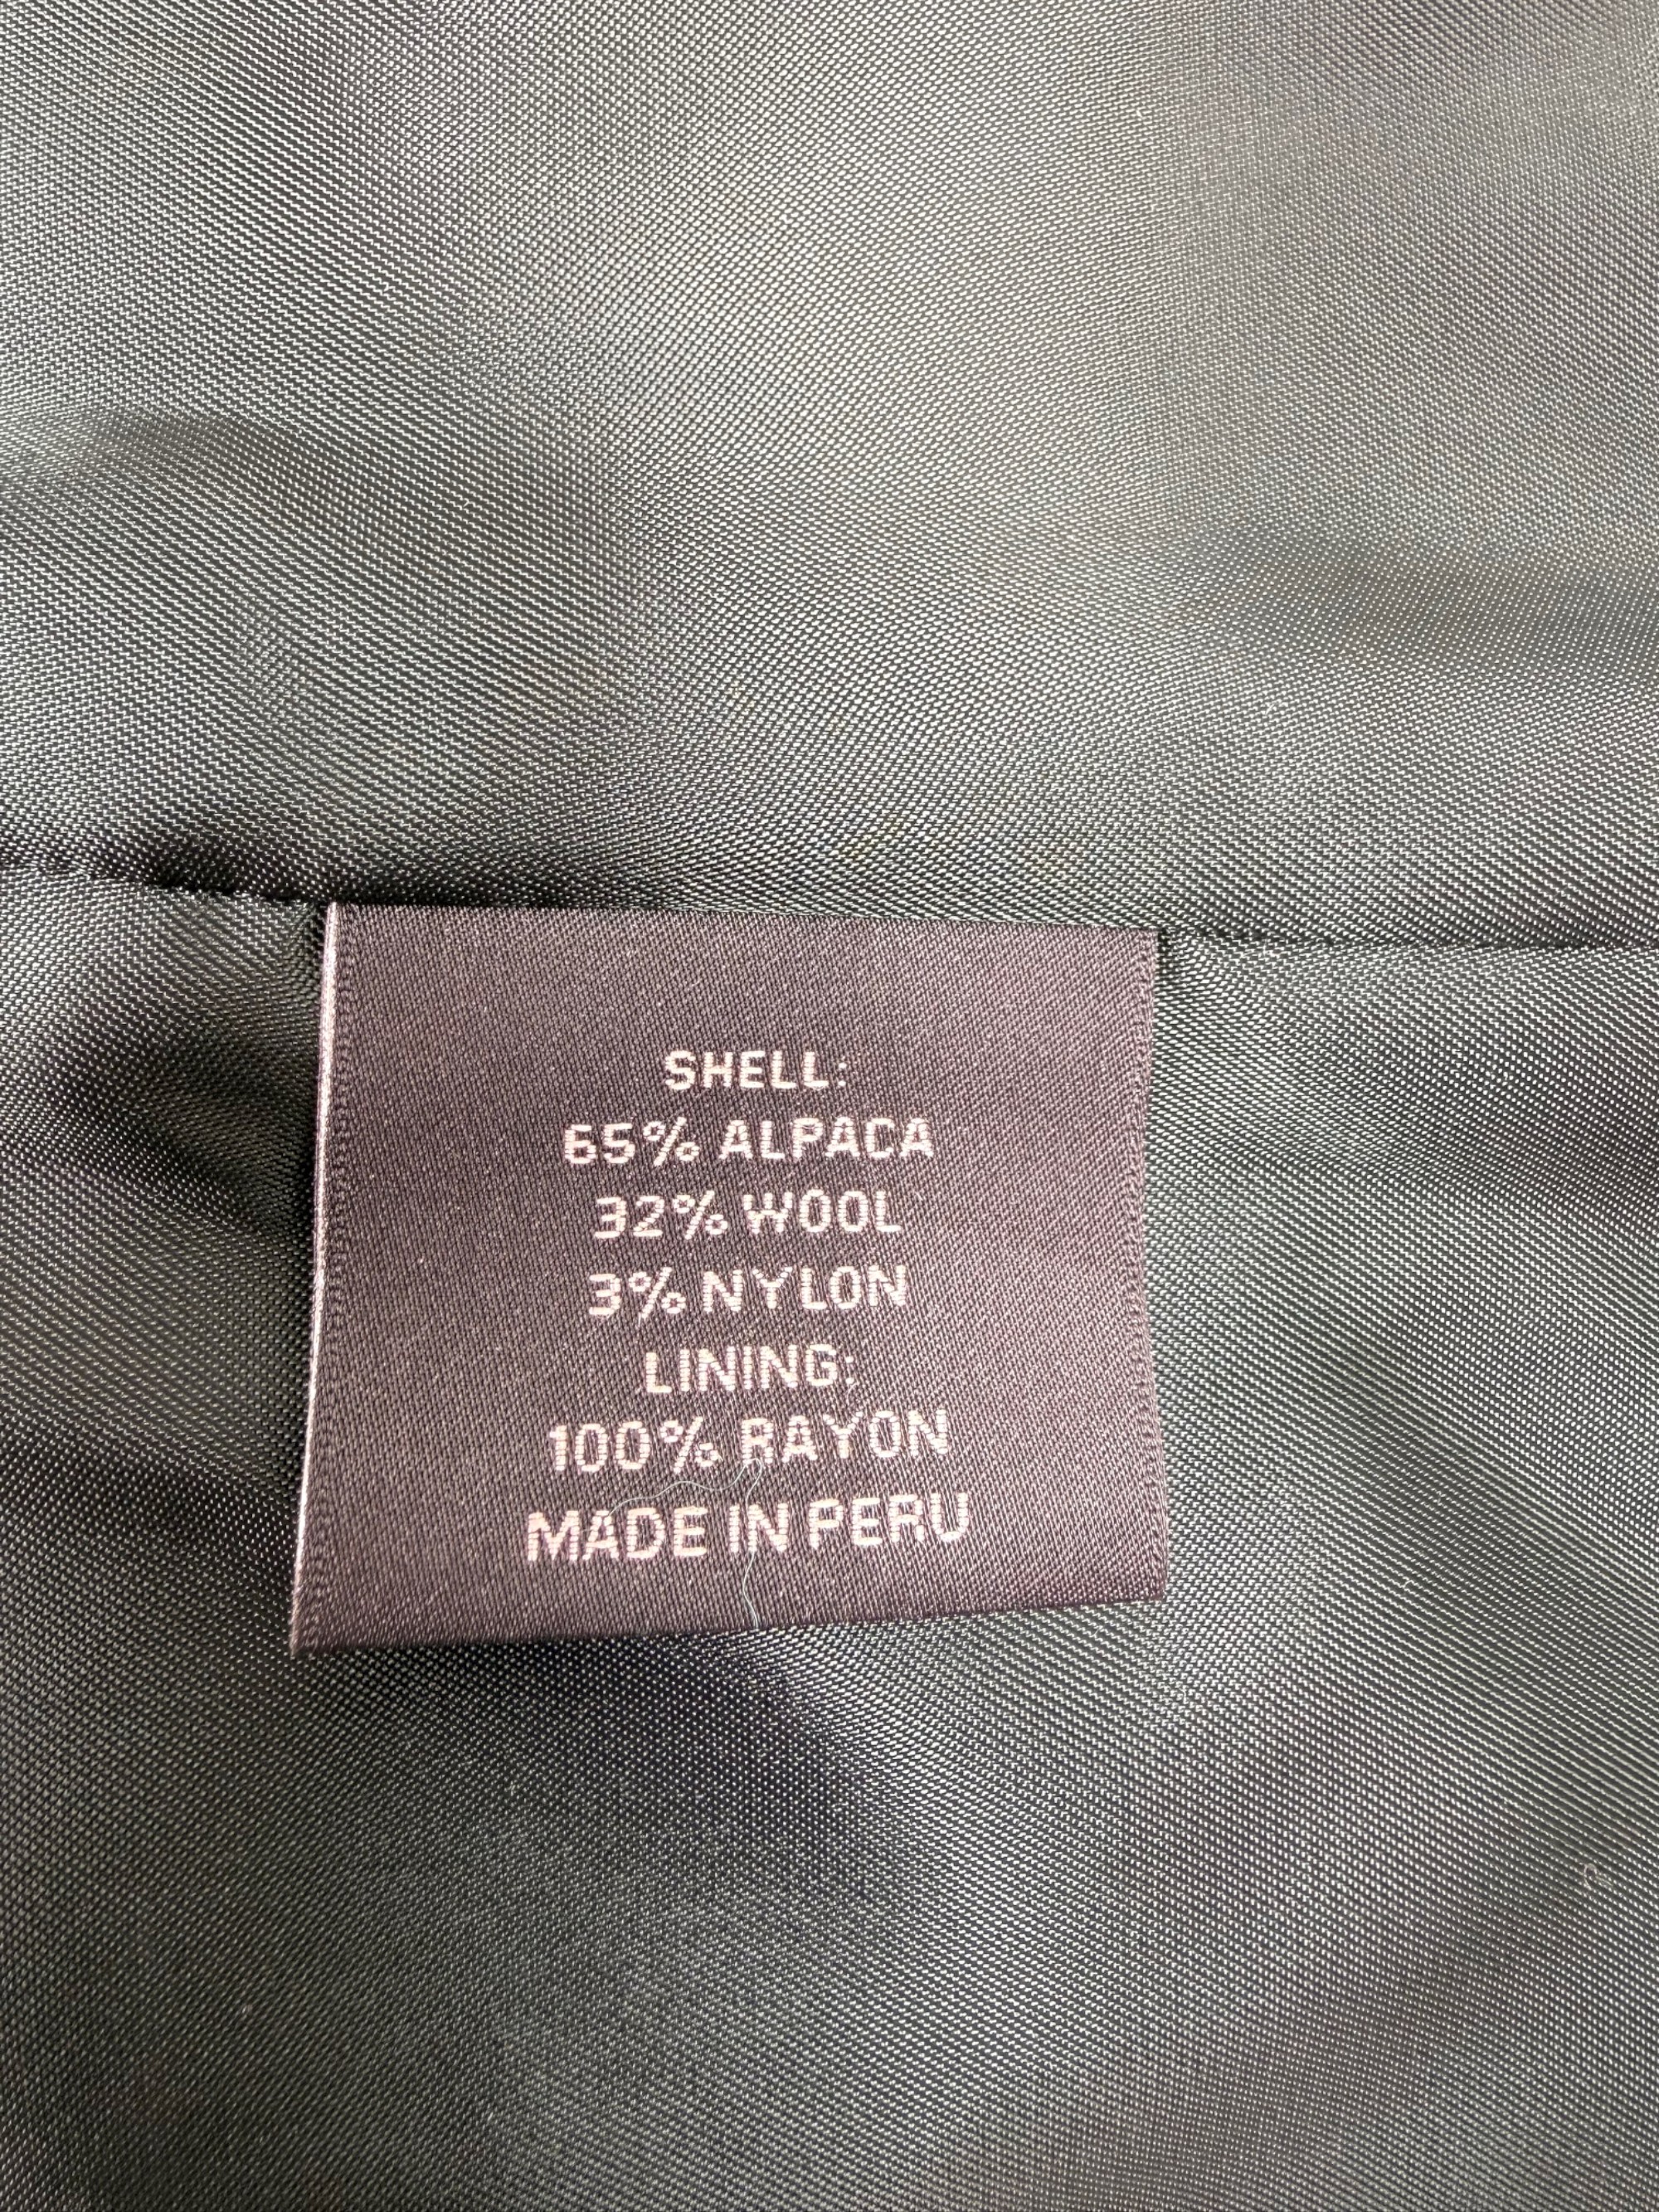 SHELL:
65% ALPACA
32% WOOL
3% NYLON
LINING:
100% RAYON
MADE IN PERU